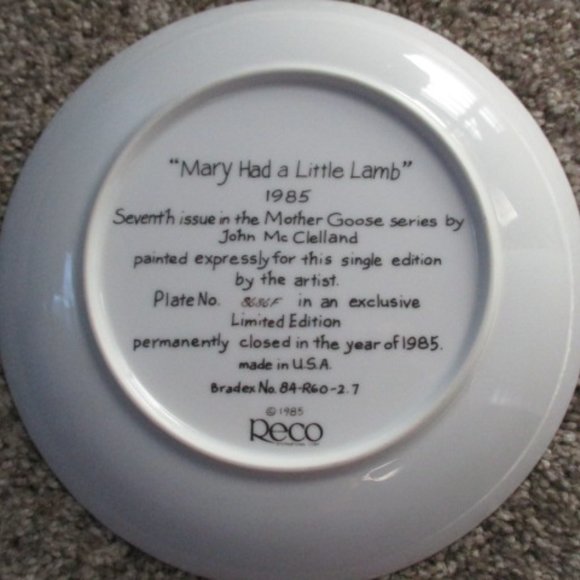 "Mary Had a Little Lamb"
1985
Seventh issue in the Mother Goose series by
John McClelland
painted expressly for this single edition
by the artist.
Plate No. 8686F in an exclusive
Limited Edition
permanently closed in the year of 1985.
made in U.S.A.
Bradex No. 84-R60-2.7
© 1985
Reco